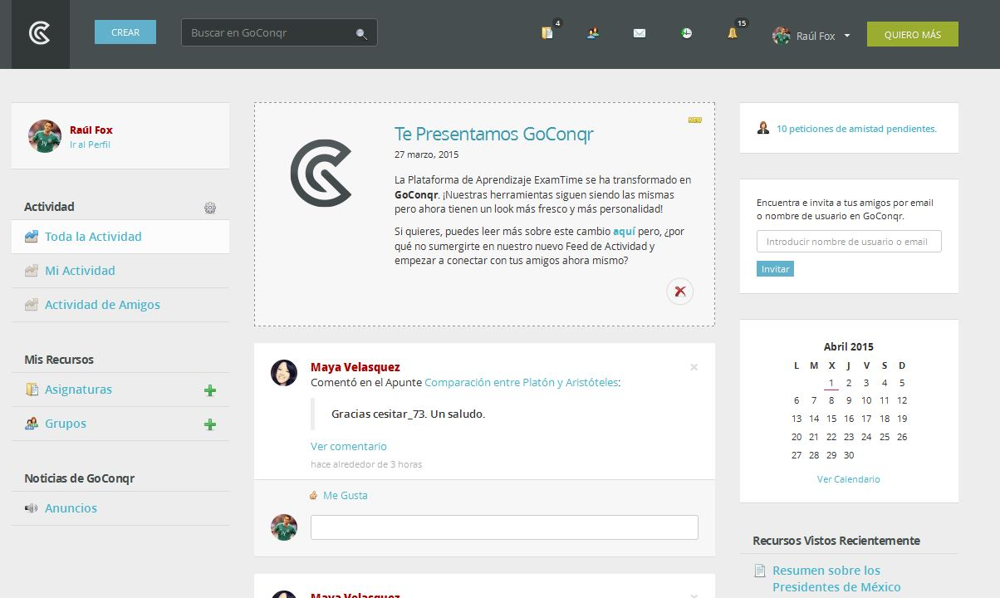 CREAR
Buscar en GoConqr
4
15
Raúl Fox
QUIERO MÁS
Raúl Fox
Ir al Perfil
Actividad
Toda la Actividad
Mi Actividad
Actividad de Amigos
Mis Recursos
Asignaturas
Grupos
Noticias de GoConqr
Anuncios
NEW
Te Presentamos GoConqr
27 marzo, 2015
La Plataforma de Aprendizaje ExamTime se ha transformado en
GoConqr. ¡Nuestras herramientas siguen siendo las mismas
pero ahora tienen un look más fresco y más personalidad!
Si quieres, puedes leer más sobre este cambio aquí pero, ¿por
qué no sumergirte en nuestro nuevo Feed de Actividad y
empezar a conectar con tus amigos ahora mismo?
Maya Velasquez
Comentó en el Apunte Comparación entre Platón y Aristóteles:
Gracias cesitar_73. Un saludo.
Ver comentario
hace alrededor de 3 horas
Me Gusta
Maya Velasquez
10 peticiones de amistad pendientes.
Encuentra e invita a tus amigos por email
o nombre de usuario en GoConqr.
Introducir nombre de usuario o email
Invitar
Abril 2015
L M X J V S D
1 2 3 4 5
6 7 8 9 10 11 12
13 14 15 16 17 18 19
20 21 22 23 24 25 26
27 28 29 30
Ver Calendario
Recursos Vistos Recientemente
Resumen sobre los
Presidentes de México